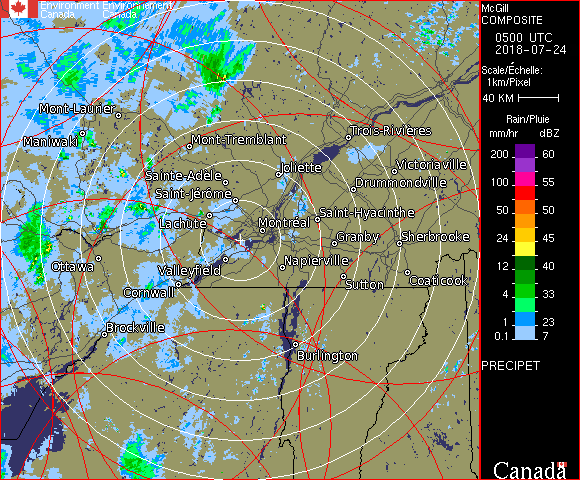 Environment Environment
Canada Canada
McGill
COMPOSITE
0500 UTC
2018-07-24
Scale/Échelle:
1km/Pixel
40 KM
Rain/Pluie
mm/hr dBZ
200 60
100 55
50 50
24 45
12 40
4 33
1 23
0.1 7
PRECIPET
Canada
Mont-Laurier
Maniwaki
Mont-Tremblant
Trois-Rivières
Sainte-Adèle
Joliette
Victoriaville
Saint-Jérôme
Drummondville
Lachute
Montréal
Saint-Hyacinthe
Granby
Sherbrooke
Ottawa
Valleyfield
Napierville
Cornwall
Sutton
Coaticook
Brockville
Burlington